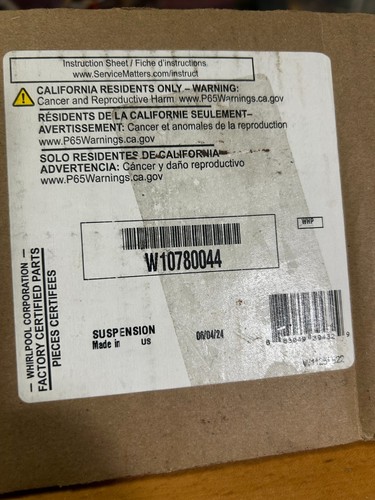 Instruction Sheet / Fiche d'instructions
www.ServiceMatters.com/instruct
CALIFORNIA RESIDENTS ONLY – WARNING:
Cancer and Reproductive Harm www.P65Warnings.ca.gov
RÉSIDENTS DE LA CALIFORNIE SEULEMENT–
AVERTISSEMENT: Cancer et anomales de la reproduction
www.P65Warnings.ca.gov
SOLO RESIDENTES DE CALIFORNIA
ADVERTENCIA: Cáncer y daño reproductivo
www.P65Warnings.ca.gov
WHP
W10780044
SUSPENSION
Made in US
06/04/24
— WHIRLPOOL CORPORATION —
FACTORY CERTIFIED PARTS
PIECES CERTIFEES